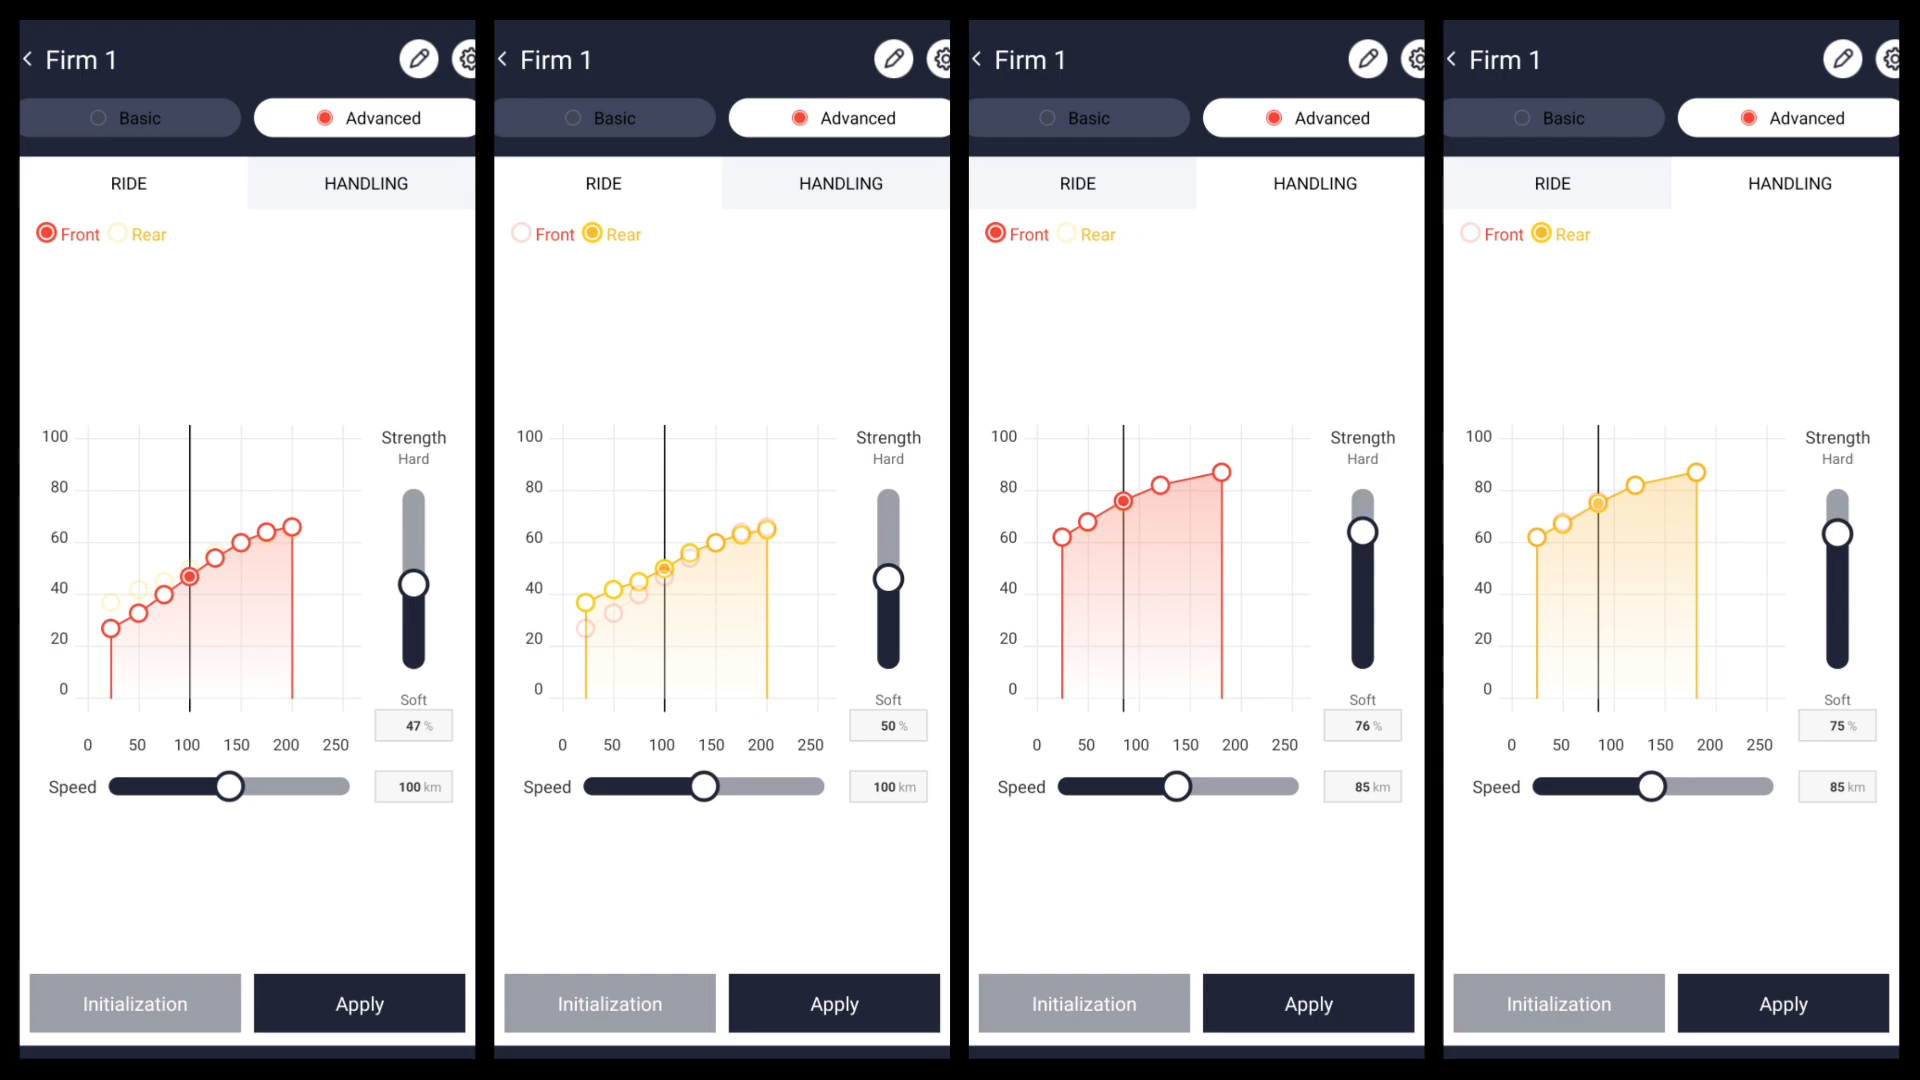 Firm 1
Basic Advanced
RIDE HANDLING
Front Rear
100
80
60
40
20
0
0 50 100 150 200 250
Strength
Hard
Soft
47 %
Speed 100 km
Initialization Apply
Firm 1
Basic Advanced
RIDE HANDLING
Front Rear
100
80
60
40
20
0
0 50 100 150 200 250
Strength
Hard
Soft
50 %
Speed 100 km
Initialization Apply
Firm 1
Basic Advanced
RIDE HANDLING
Front Rear
100
80
60
40
20
0
0 50 100 150 200 250
Strength
Hard
Soft
76 %
Speed 85 km
Initialization Apply
Firm 1
Basic Advanced
RIDE HANDLING
Front Rear
100
80
60
40
20
0
0 50 100 150 200 250
Strength
Hard
Soft
75 %
Speed 85 km
Initialization Apply